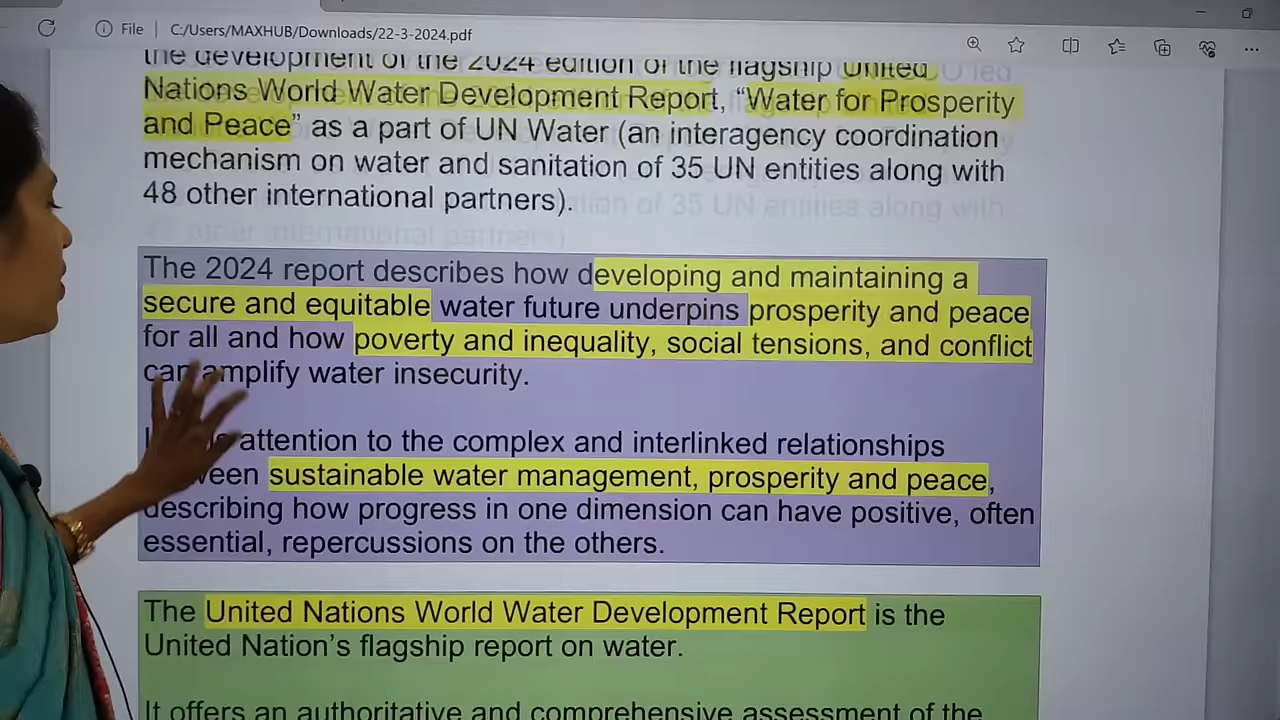 File C:/Users/MAXHUB/Downloads/22-3-2024.pdf
the development of the 2024 edition of the flagship United
Nations World Water Development Report, “Water for Prosperity
and Peace” as a part of UN Water (an interagency coordination
mechanism on water and sanitation of 35 UN entities along with
48 other international partners).
The 2024 report describes how developing and maintaining a
secure and equitable water future underpins prosperity and peace
for all and how poverty and inequality, social tensions, and conflict
can amplify water insecurity.
attention to the complex and interlinked relationships
sustainable water management, prosperity and peace,
describing how progress in one dimension can have positive, often
essential, repercussions on the others.
The United Nations World Water Development Report is the
United Nation’s flagship report on water.
It offers an authoritative and comprehensive assessment of the